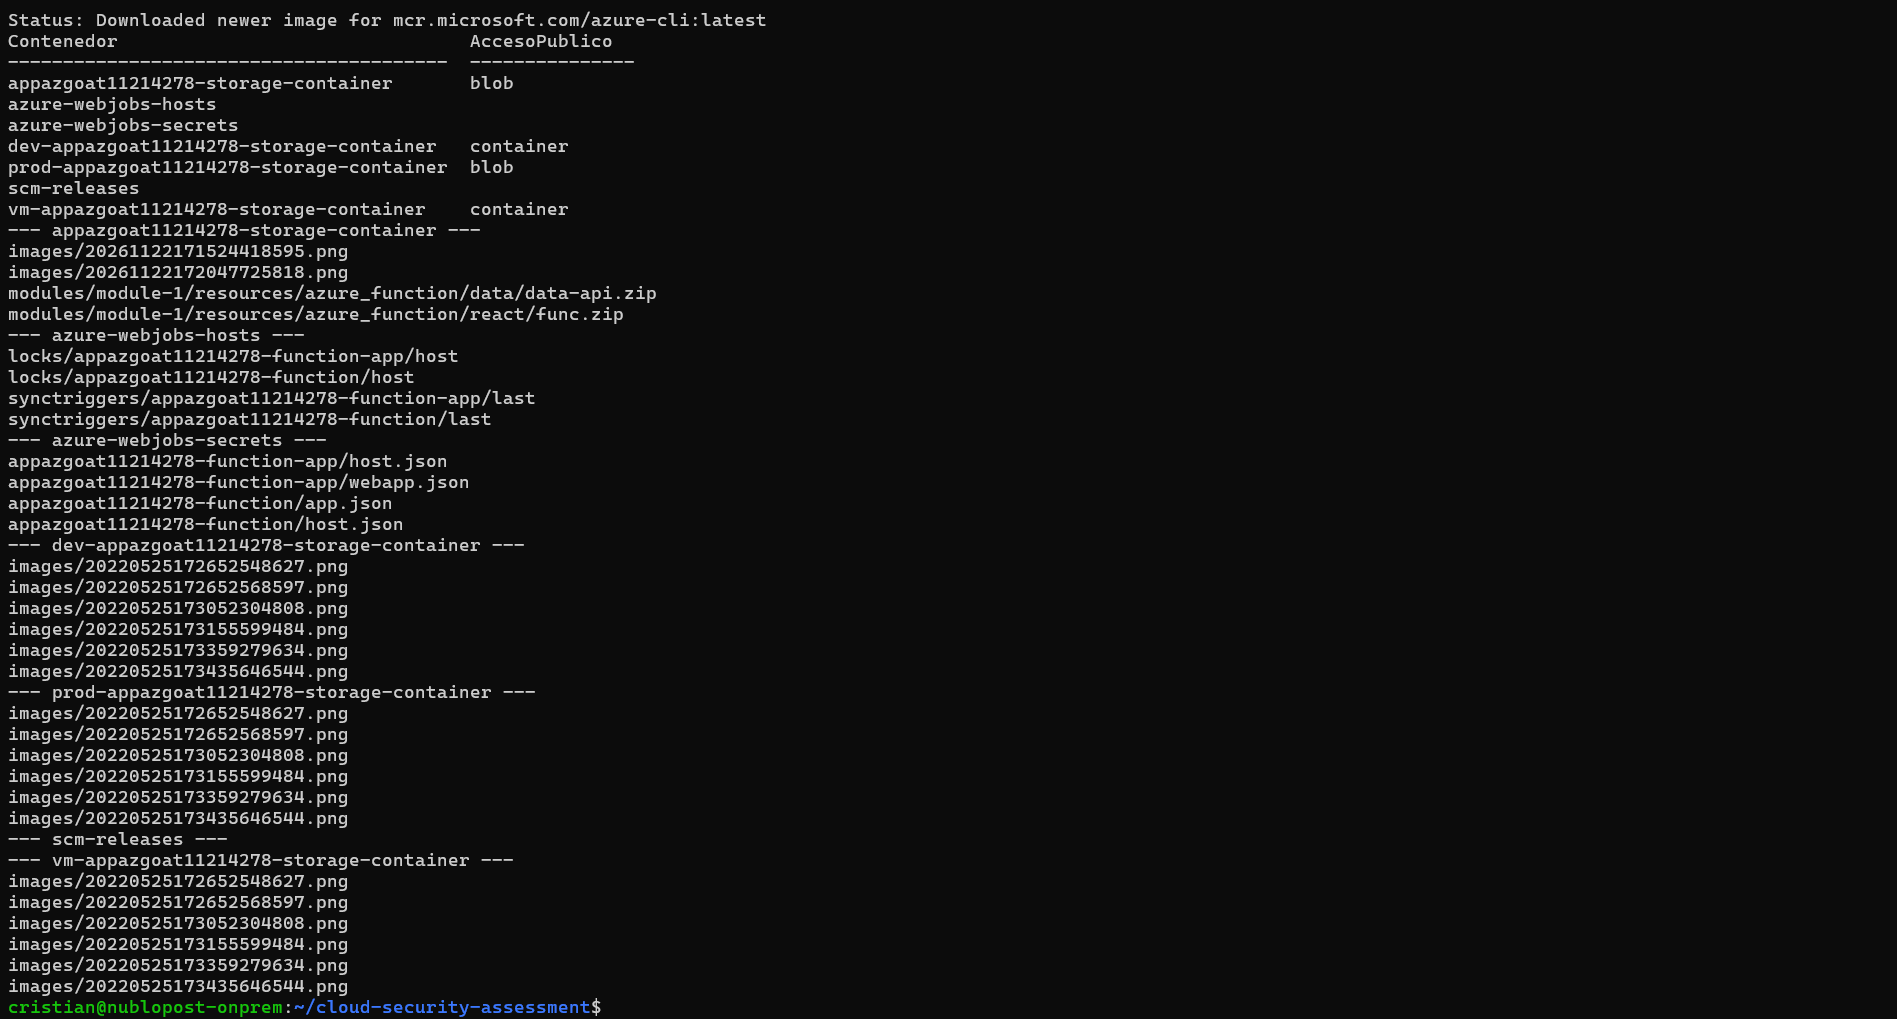 Status: Downloaded newer image for mcr.microsoft.com/azure-cli:latest
Contenedor                                AccesoPublico
----------------------------------------  ---------------
appazgoat11214278-storage-container       blob
azure-webjobs-hosts
azure-webjobs-secrets
dev-appazgoat11214278-storage-container   container
prod-appazgoat11214278-storage-container  blob
scm-releases
vm-appazgoat11214278-storage-container    container
--- appazgoat11214278-storage-container ---
images/20261122171524418595.png
images/20261122172047725818.png
modules/module-1/resources/azure_function/data/data-api.zip
modules/module-1/resources/azure_function/react/func.zip
--- azure-webjobs-hosts ---
locks/appazgoat11214278-function-app/host
locks/appazgoat11214278-function/host
synctriggers/appazgoat11214278-function-app/last
synctriggers/appazgoat11214278-function/last
--- azure-webjobs-secrets ---
appazgoat11214278-function-app/host.json
appazgoat11214278-function-app/webapp.json
appazgoat11214278-function/app.json
appazgoat11214278-function/host.json
--- dev-appazgoat11214278-storage-container ---
images/20220525172652548627.png
images/20220525172652568597.png
images/20220525173052304808.png
images/20220525173155599484.png
images/20220525173359279634.png
images/20220525173435646544.png
--- prod-appazgoat11214278-storage-container ---
images/20220525172652548627.png
images/20220525172652568597.png
images/20220525173052304808.png
images/20220525173155599484.png
images/20220525173359279634.png
images/20220525173435646544.png
--- scm-releases ---
--- vm-appazgoat11214278-storage-container ---
images/20220525172652548627.png
images/20220525172652568597.png
images/20220525173052304808.png
images/20220525173155599484.png
images/20220525173359279634.png
images/20220525173435646544.png
cristian@nublopost-onprem:~/cloud-security-assessment$